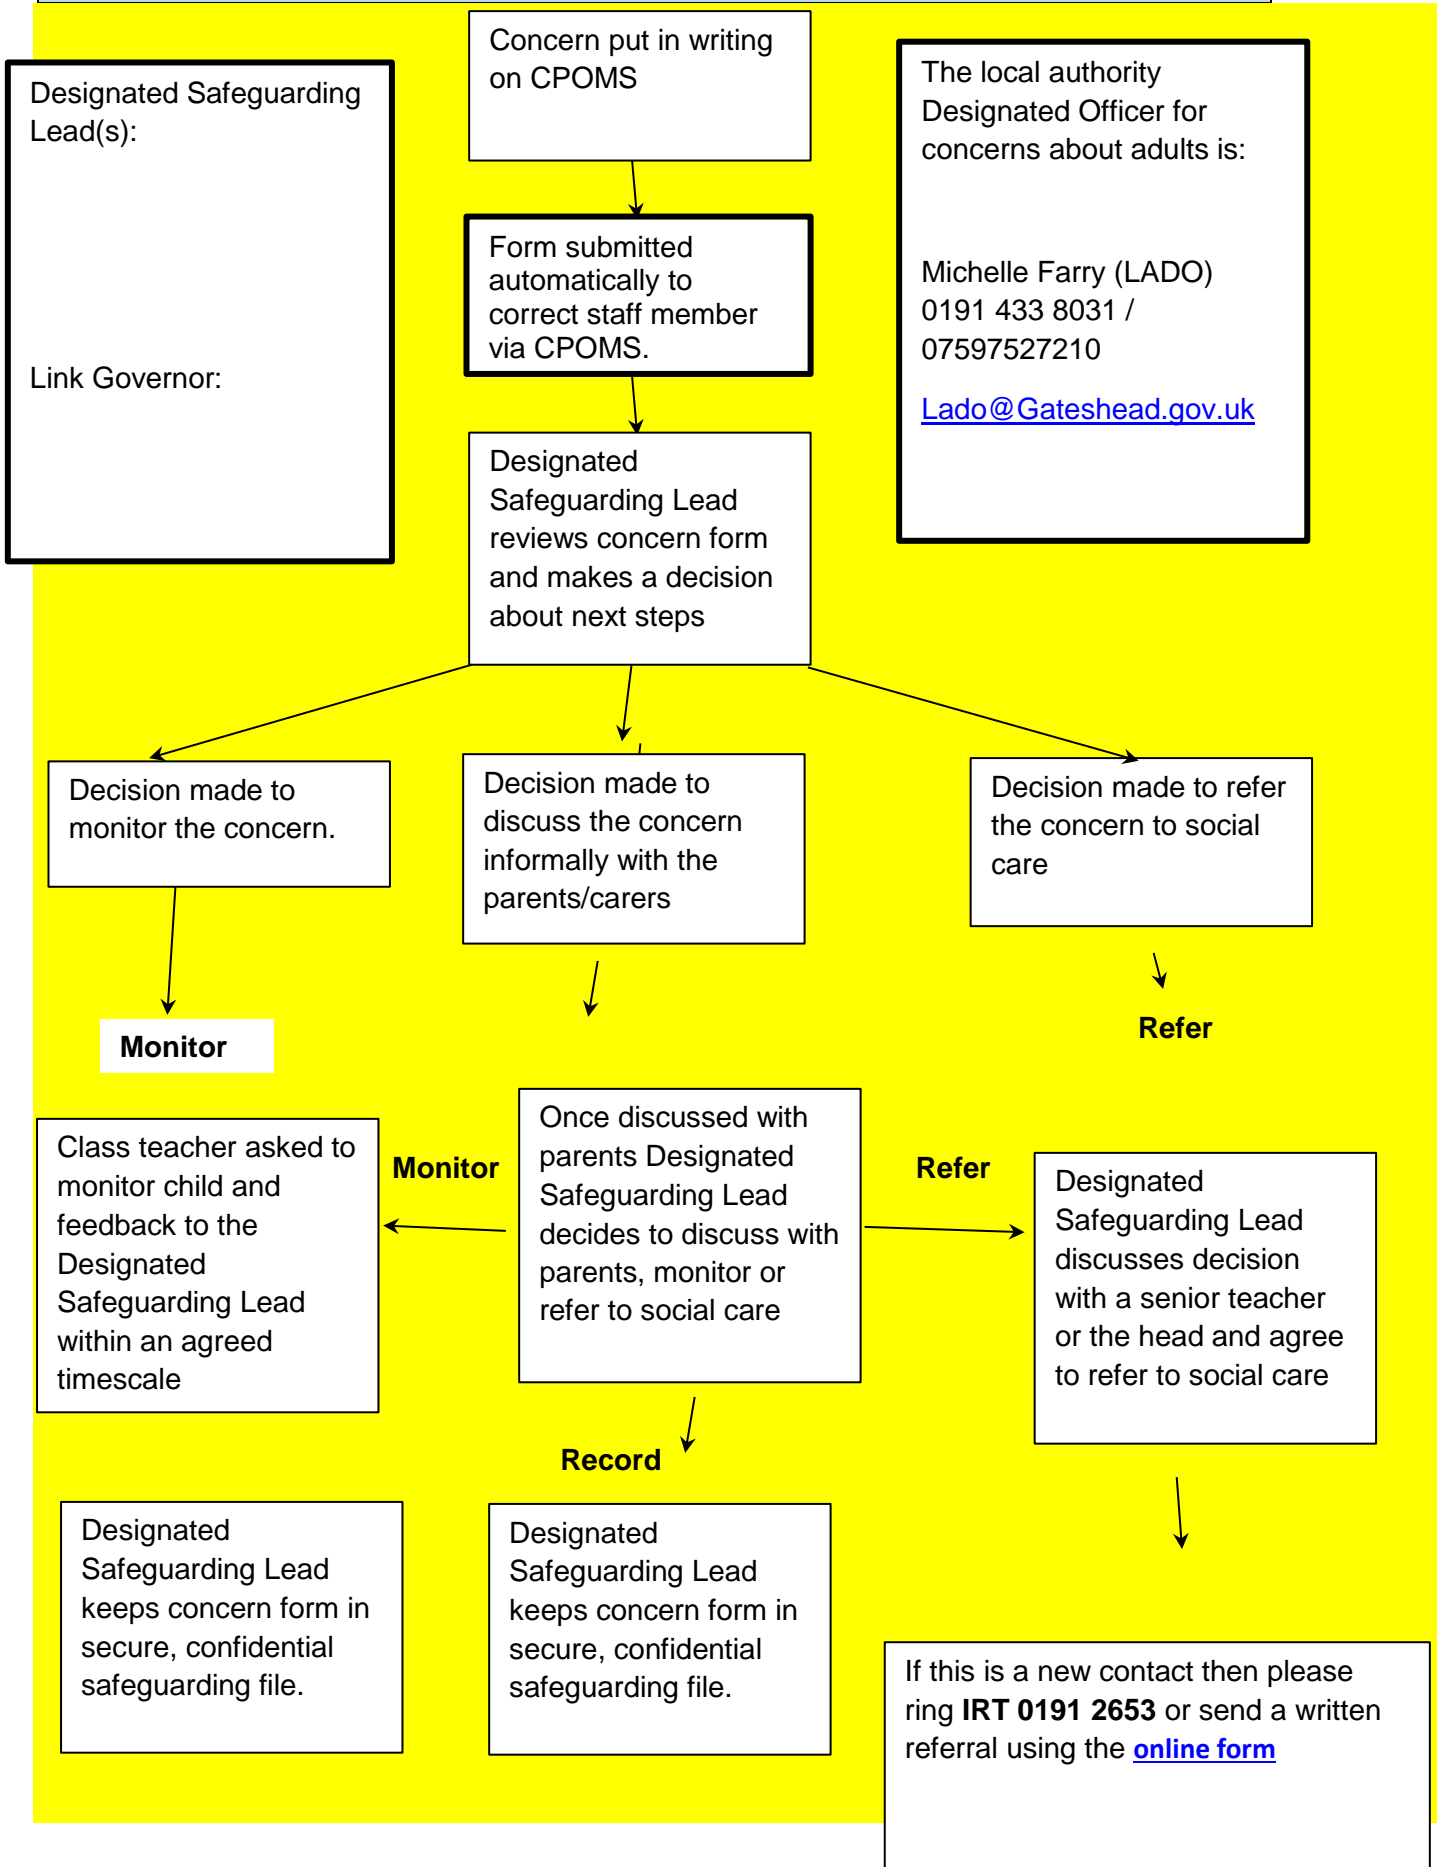 Concern put in writing
on CPOMS
Designated Safeguarding
Lead(s):
Link Governor:
The local authority
Designated Officer for
concerns about adults is:
Michelle Farry (LADO)
0191 433 8031 /
07597527210
Lado@Gateshead.gov.uk
Form submitted
automatically to
correct staff member
via CPOMS.
Designated
Safeguarding Lead
reviews concern form
and makes a decision
about next steps
Decision made to
monitor the concern.
Decision made to
discuss the concern
informally with the
parents/carers
Decision made to refer
the concern to social
care
Monitor
Refer
Class teacher asked to
monitor child and
feedback to the
Designated
Safeguarding Lead
within an agreed
timescale
Monitor
Once discussed with
parents Designated
Safeguarding Lead
decides to discuss with
parents, monitor or
refer to social care
Refer
Designated
Safeguarding Lead
discusses decision
with a senior teacher
or the head and agree
to refer to social care
Record
Designated
Safeguarding Lead
keeps concern form in
secure, confidential
safeguarding file.
Designated
Safeguarding Lead
keeps concern form in
secure, confidential
safeguarding file.
If this is a new contact then please
ring IRT 0191 2653 or send a written
referral using the online form